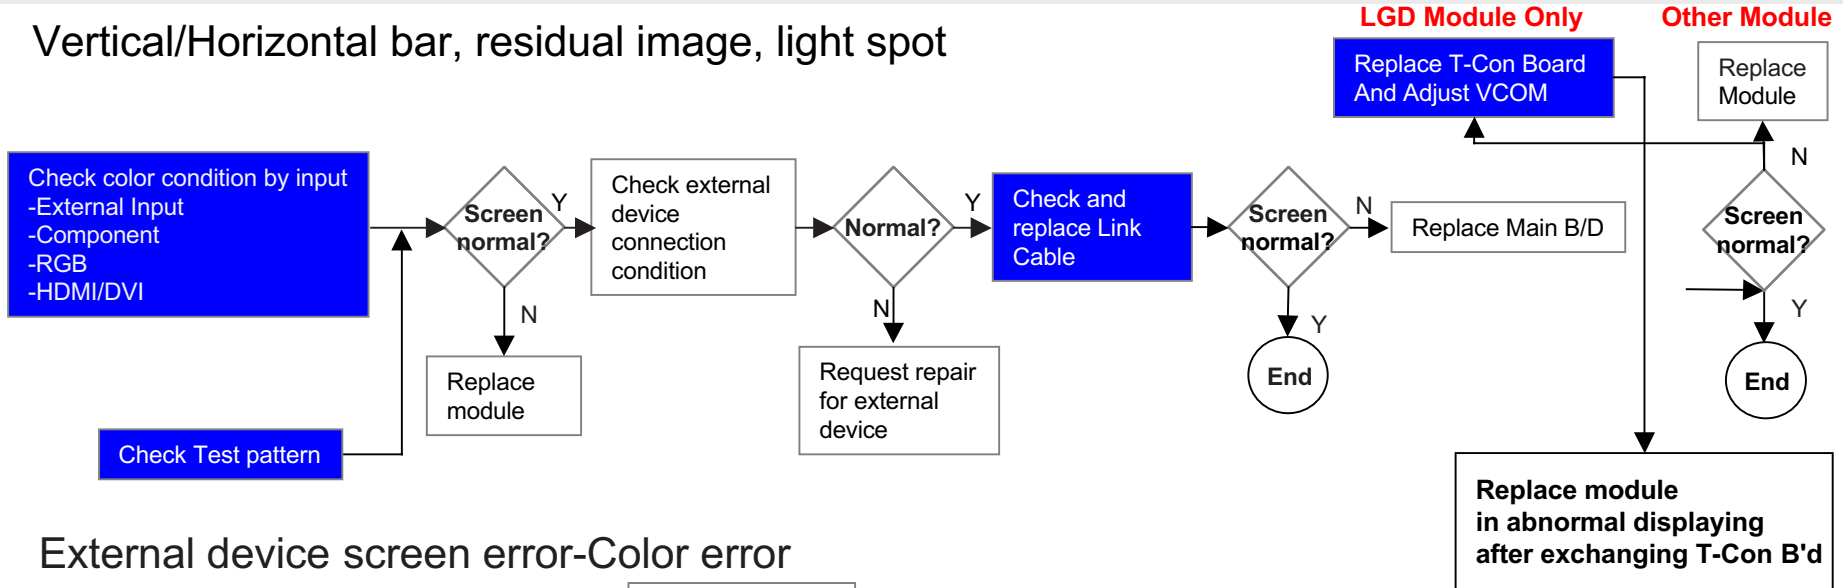 LGD Module Only
Other Module
Vertical/Horizontal bar, residual image, light spot
Replace T-Con Board
And Adjust VCOM
Replace
Module
N
Check color condition by input
-External Input
-Component
-RGB
-HDMI/DVI
Screen
normal?
Y
N
Check external
device
connection
condition
Normal?
Y
N
Check and
replace Link
Cable
Screen
normal?
N
Y
Replace Main B/D
Screen
normal?
Y
Replace
module
Request repair
for external
device
End
End
Check Test pattern
Replace module
in abnormal displaying
after exchanging T-Con B'd
External device screen error-Color error